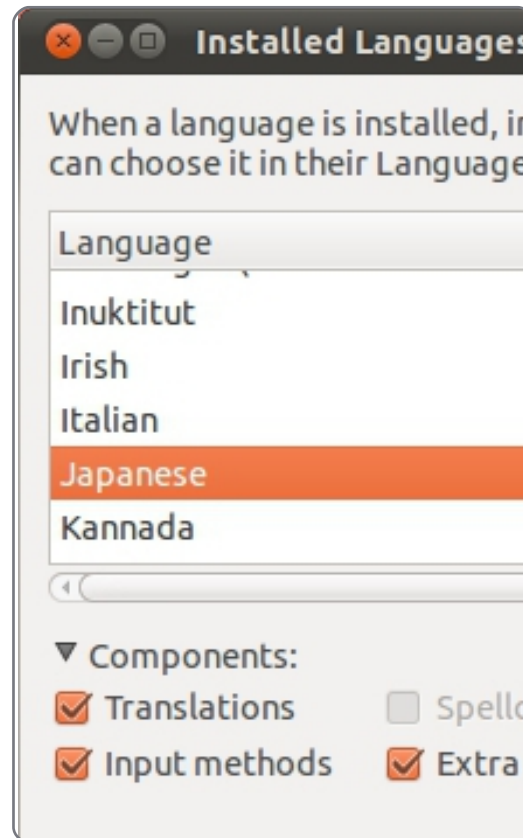 Installed Languages
When a language is installed,
can choose it in their Language
Language
Inuktitut
Irish
Italian
Japanese
Kannada
Components:
Translations
Input methods
Extra